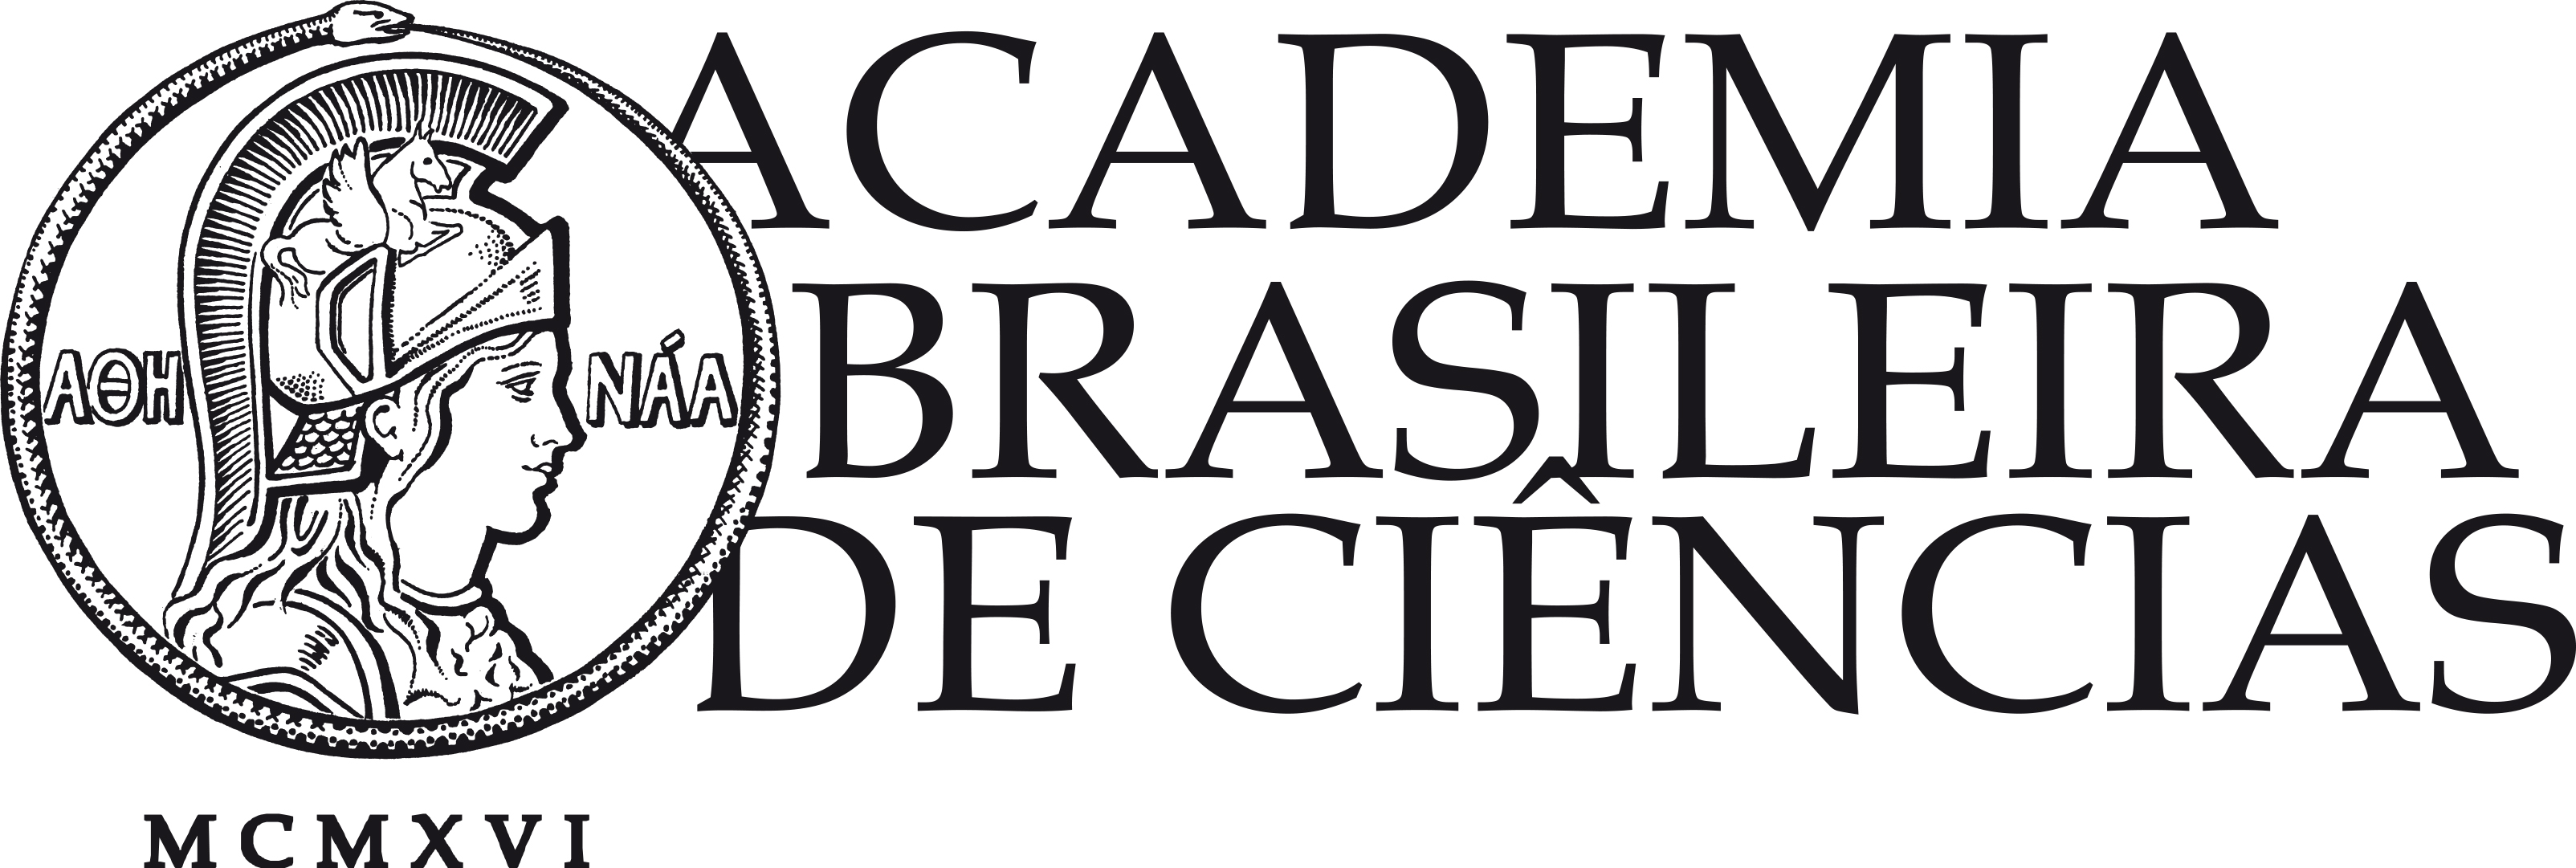 ACADEMIA
BRASILEIRA
DE CIÊNCIAS
ΑΘΗ ΝΆΑ
MCMXVI